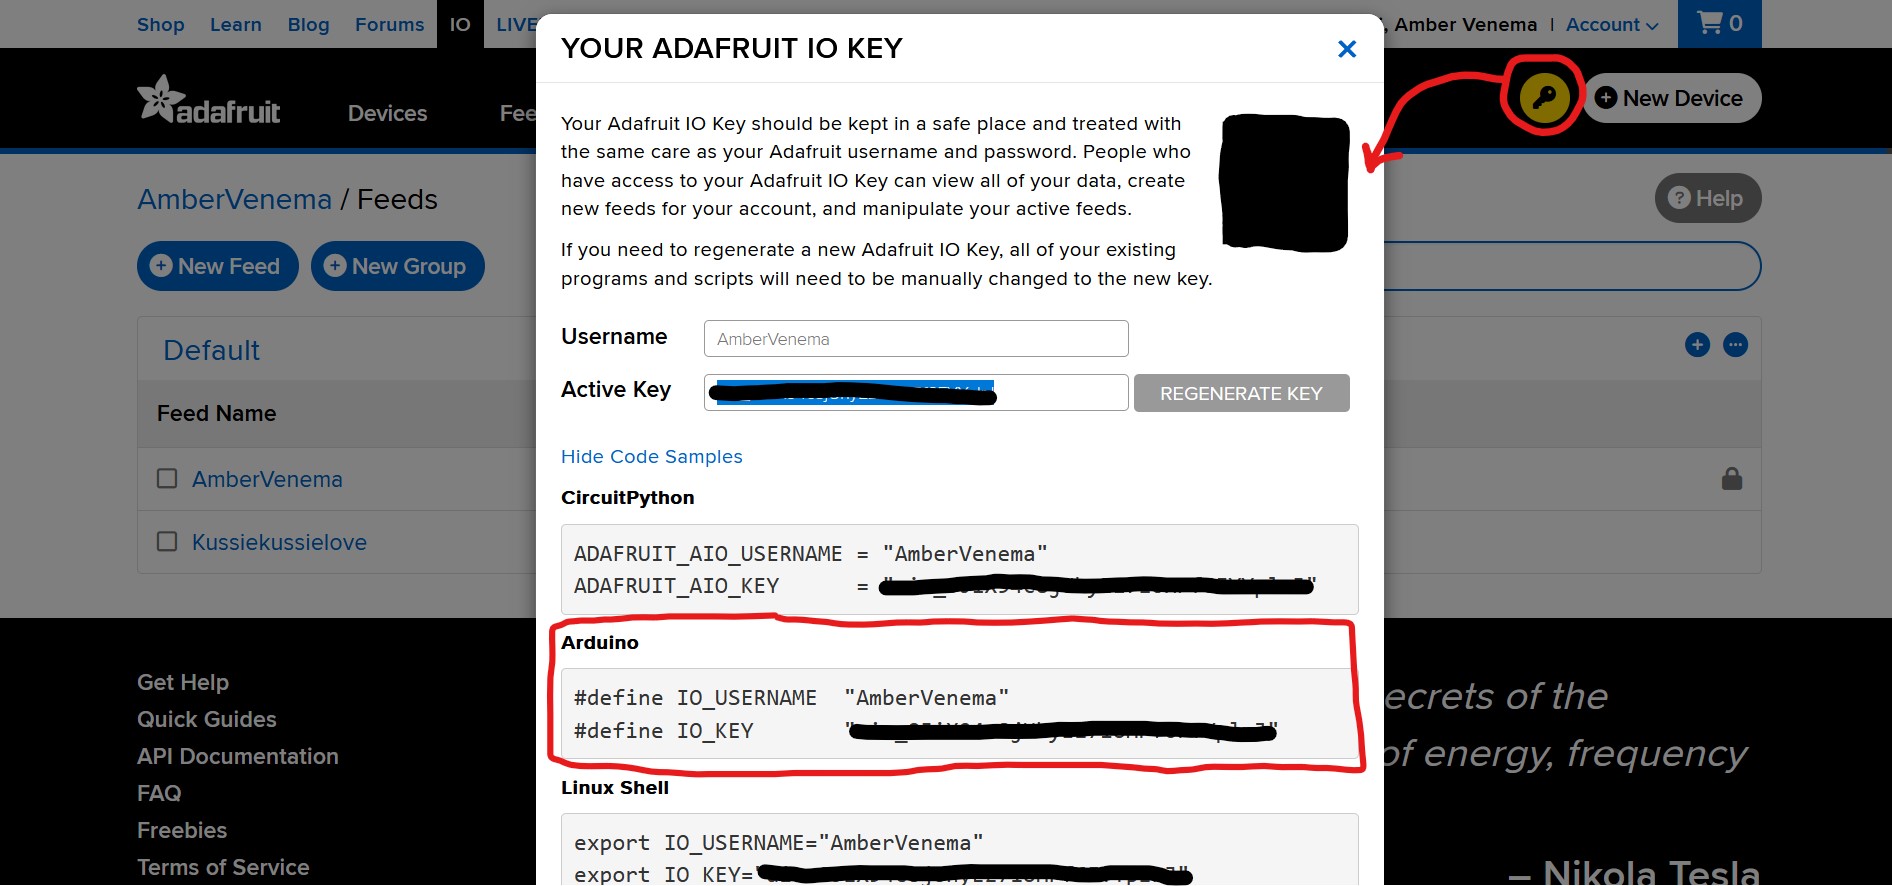 Shop Learn Blog Forums IO LIVE
Amber Venema | Account 0
YOUR ADAFRUIT IO KEY
adafruit Devices Fee
New Device
Your Adafruit IO Key should be kept in a safe place and treated with
the same care as your Adafruit username and password. People who
have access to your Adafruit IO Key can view all of your data, create
new feeds for your account, and manipulate your active feeds.
If you need to regenerate a new Adafruit IO Key, all of your existing
programs and scripts will need to be manually changed to the new key.
AmberVenema / Feeds
? Help
New Feed New Group
Default
Feed Name
AmberVenema
Kussiekussielove
Username AmberVenema
Active Key REGENERATE KEY
Hide Code Samples
CircuitPython
ADAFRUIT_AIO_USERNAME = "AmberVenema"
ADAFRUIT_AIO_KEY =
Arduino
#define IO_USERNAME "AmberVenema"
#define IO_KEY
Linux Shell
export IO_USERNAME="AmberVenema"
export IO_KEY=
Get Help
Quick Guides
API Documentation
FAQ
Freebies
Terms of Service
ecrets of the
of energy, frequency
– Nikola Tesla